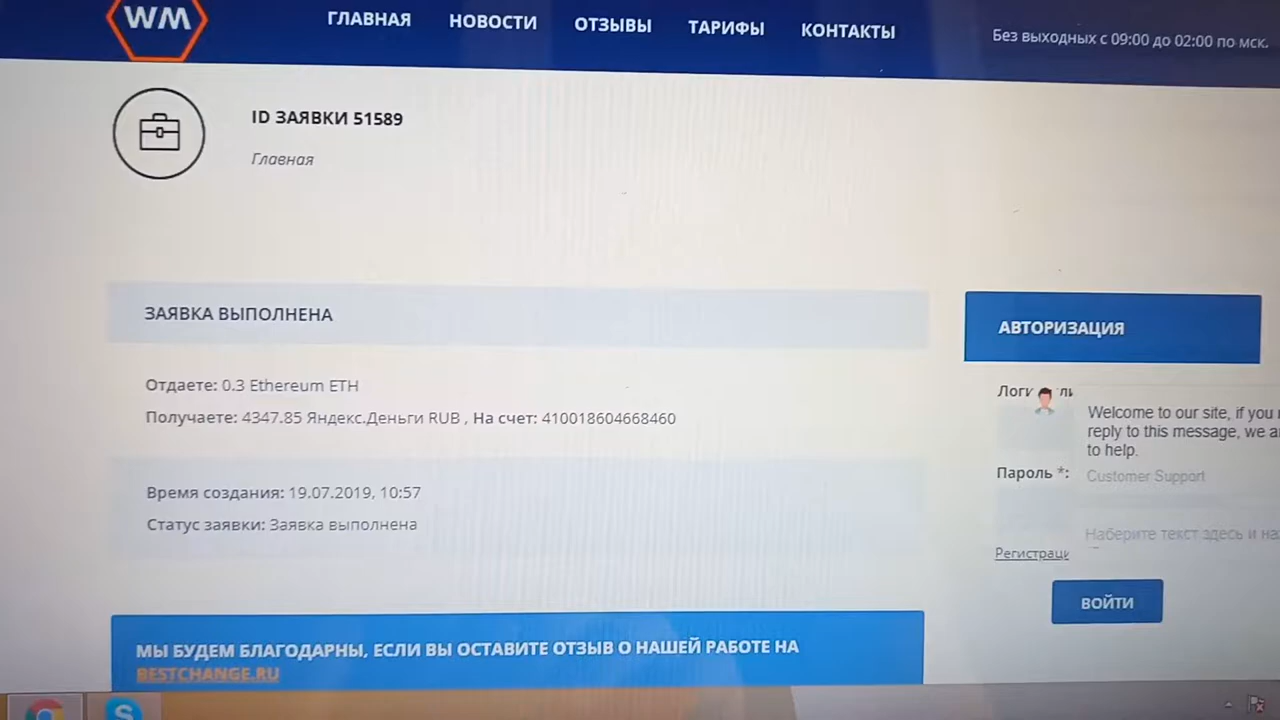 WM
ГЛАВНАЯ НОВОСТИ ОТЗЫВЫ ТАРИФЫ КОНТАКТЫ
Без выходных с 09:00 до 02:00 по мск.
ID ЗАЯВКИ 51589
Главная
ЗАЯВКА ВЫПОЛНЕНА
Отдаете: 0.3 Ethereum ETH
Получаете: 4347.85 Яндекс.Деньги RUB , На счет: 410018604668460
Время создания: 19.07.2019, 10:57
Статус заявки: Заявка выполнена
МЫ БУДЕМ БЛАГОДАРНЫ, ЕСЛИ ВЫ ОСТАВИТЕ ОТЗЫВ О НАШЕЙ РАБОТЕ НА
BESTCHANGE.RU
АВТОРИЗАЦИЯ
Welcome to our site, if you
reply to this message, we
to help.
Customer Support
Пароль *:
Наберите текст здесь и
ВОЙТИ